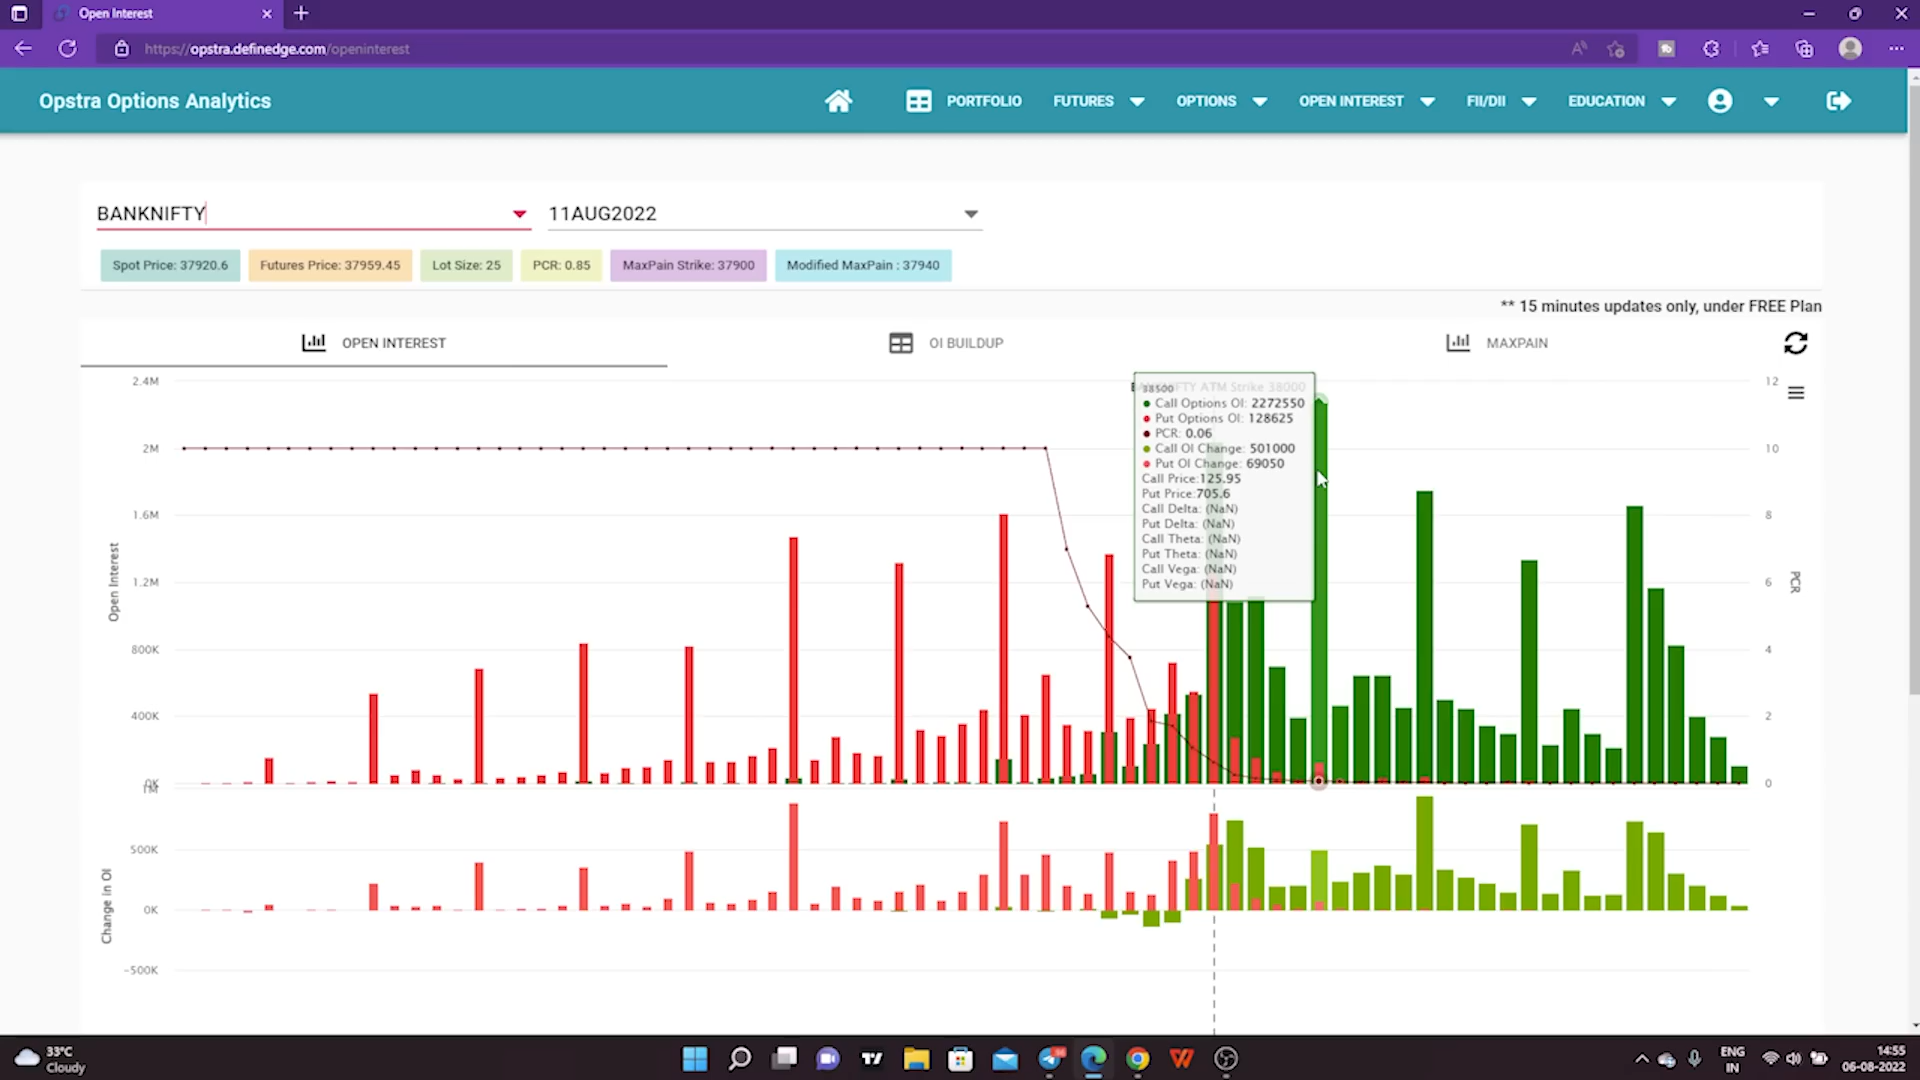 Open Interest
https://opstra.definedge.com/openinterest
Opstra Options Analytics
PORTFOLIO
FUTURES
OPTIONS
OPEN INTEREST
FII/DII
EDUCATION
BANKNIFTY
11AUG2022
Spot Price: 37920.6
Futures Price: 37959.45
Lot Size: 25
PCR: 0.85
MaxPain Strike: 37900
Modified MaxPain : 37940
** 15 minutes updates only, under FREE Plan
OPEN INTEREST
OI BUILDUP
MAXPAIN
BANKNIFTY ATM Strike 38000
38500
Call Options OI: 2272550
Put Options OI: 128625
PCR: 0.06
Call OI Change: 501000
Put OI Change: 69050
Call Price:125.95
Put Price:705.6
Call Delta: (NaN)
Put Delta: (NaN)
Call Theta: (NaN)
Put Theta: (NaN)
Call Vega: (NaN)
Put Vega: (NaN)
2.4M
2M
1.6M
1.2M
800K
400K
0K
Open Interest
12
10
8
6
4
2
0
PCR
1M
500K
0K
-500K
Change in OI
33°C
Cloudy
ENG
IN
14:55
06-08-2022